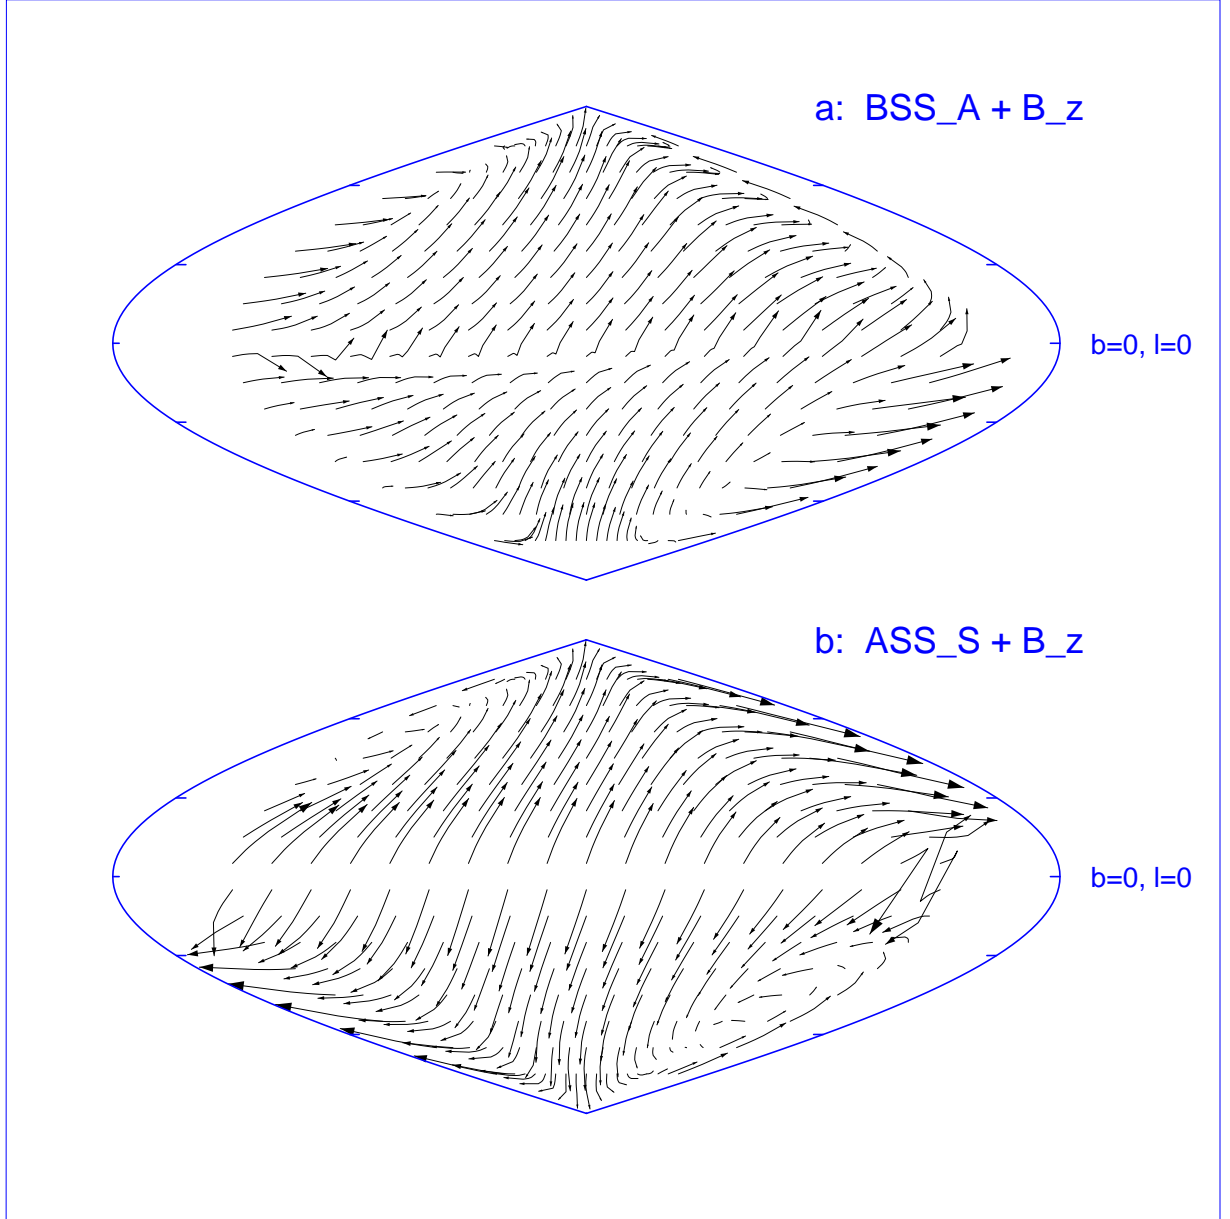 a: BSS_A + B_z
b=0, l=0
b: ASS_S + B_z
b=0, l=0